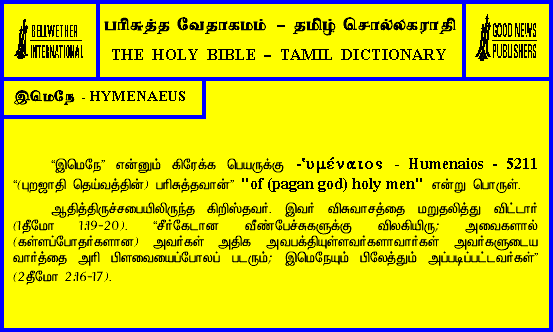 BELLWETHER
INTERNATIONAL
பரிசுத்த வேதாகமம் – தமிழ் சொல்லகராதி
THE HOLY BIBLE – TAMIL DICTIONARY
GOOD NEWS
PUBLISHERS
இமெநே - HYMENAEUS
“இமெநே” என்னும் கிரேக்க பெயருக்கு -Ὑμέναιος - Humenaios - 5211
“(புறஜாதி தெய்வத்தின்) பரிசுத்தவான்” "of (pagan god) holy men" என்று பொருள்.
ஆதித்திருச்சபையிலிருந்த கிறிஸ்தவர். இவர் விசுவாசத்தை மறுதலித்து விட்டார்
(1தீமோ 1:19-20). “சீர்கேடான வீண்பேச்சுகளுக்கு விலகியிரு; அவைகளால்
(கள்ளப்போதர்களான) அவர்கள் அதிக அவபக்தியுள்ளவர்களாவார்கள் அவர்களுடைய
வார்த்தை அரி பிளவையைப்போலப் படரும்; இமெநேயும் பிலேத்தும் அப்படிப்பட்டவர்கள்”
(2தீமோ 2:16-17).